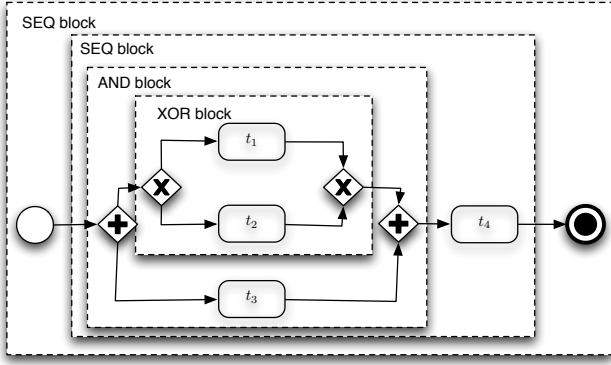 SEQ block
SEQ block
AND block
XOR block
t1
t2
t3
t4